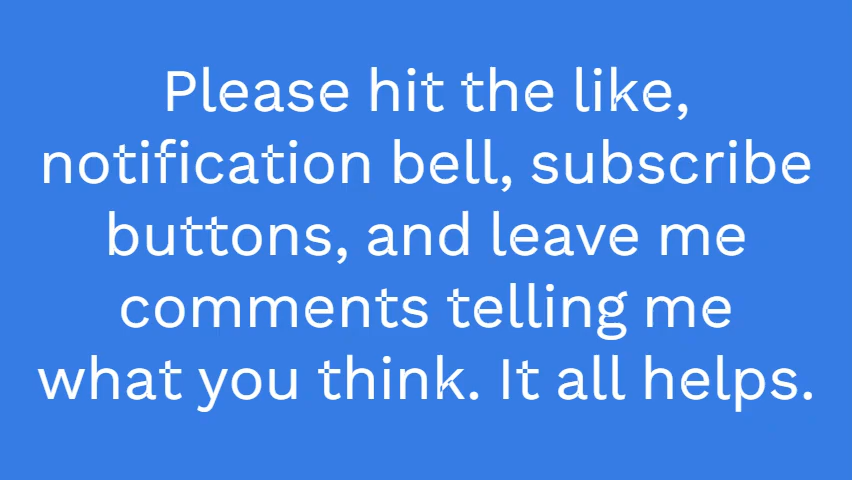 Please hit the like,
notification bell, subscribe
buttons, and leave me
comments telling me
what you think. It all helps.